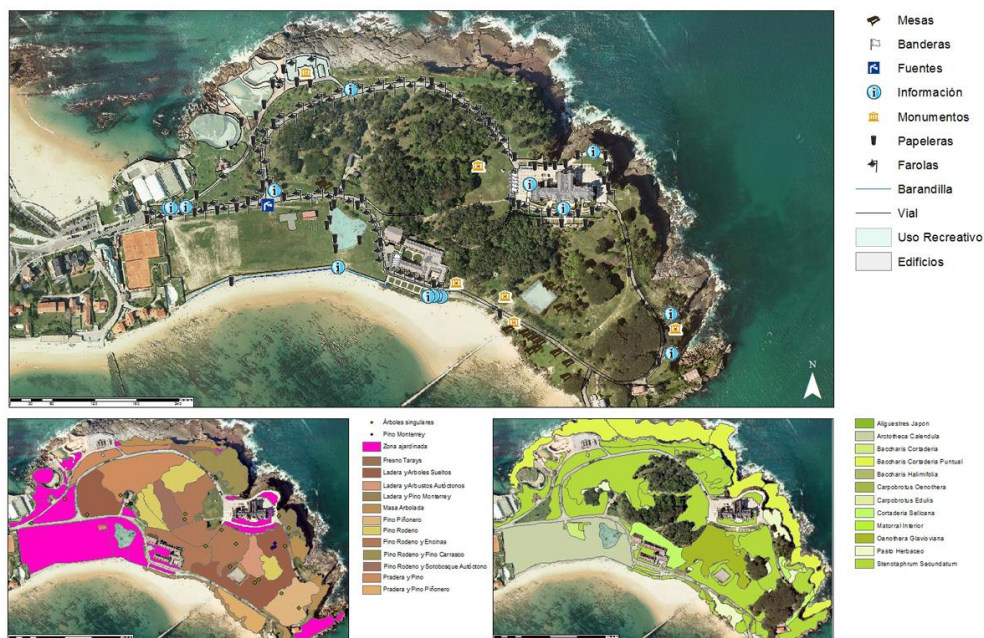 Mesas
Banderas
Fuentes
Información
Monumentos
Papeleras
Farolas
Barandilla
Vial
Uso Recreativo
Edificios
N
Árboles singulares
Pino Monterrey
Zona ajardinada
Fresno Tarays
Ladera y Arboles Sueltos
Ladera y Arbustos Autóctonos
Ladera y Pino Monterrey
Masa Arbolada
Pino Piñonero
Pino Rodeno
Pino Rodeno y Encinas
Pino Rodeno y Pino Carrasco
Pino Rodeno y Sotobosque Autóctono
Pradera y Pino
Pradera y Pino Piñonero
Aligustres Japon
Arctotheca Calendula
Baccharis Cortaderia
Baccharis Cortaderia Puntual
Baccharis Halimifolia
Carpobrotus Oenothera
Carpobrotus Edulis
Cortaderia Selloana
Matorral Interior
Oenothera Glavioviana
Pasto Herbaceo
Stenotaphrum Secundatum